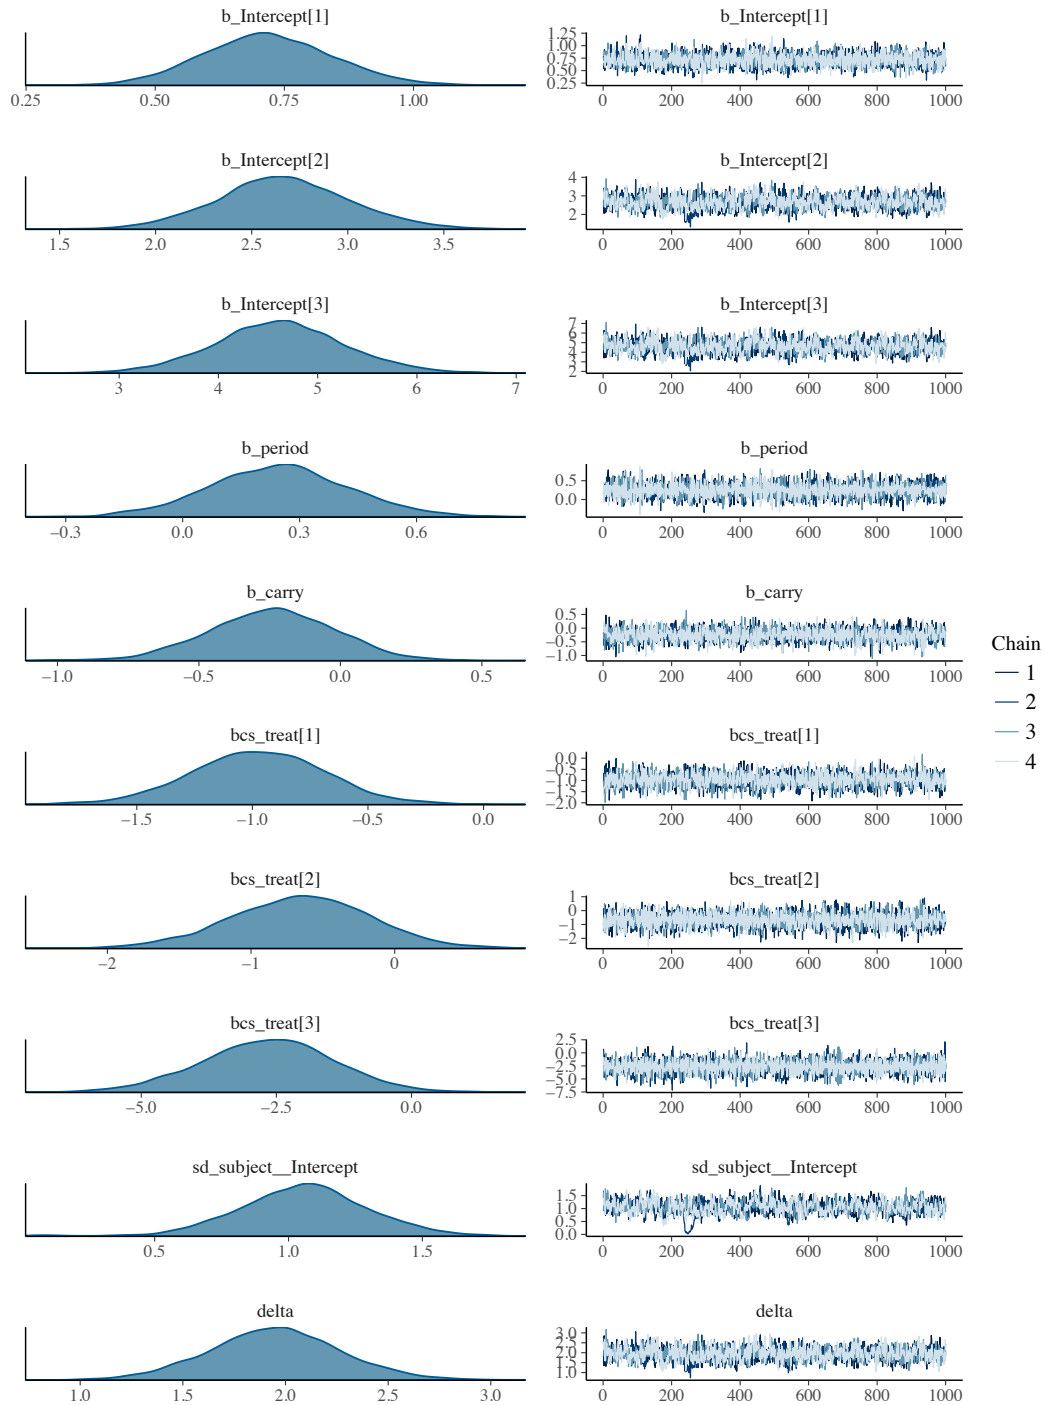 b_Intercept[1] b_Intercept[1]
1.25
1.00
0.75
0.50
0.25
0.25 0.50 0.75 1.00 0 200 400 600 800 1000
b_Intercept[2] b_Intercept[2]
4
3
2
1.5 2.0 2.5 3.0 3.5 0 200 400 600 800 1000
b_Intercept[3] b_Intercept[3]
7
6
5
4
3
2
3 4 5 6 7 0 200 400 600 800 1000
b_period b_period
0.5
0.0
−0.3 0.0 0.3 0.6 0 200 400 600 800 1000
b_carry b_carry
0.5
0.0
−0.5
−1.0
−1.0 −0.5 0.0 0.5 0 200 400 600 800 1000
Chain
1
2
3
4
bcs_treat[1] bcs_treat[1]
0.0
−0.5
−1.0
−1.5
−2.0
−1.5 −1.0 −0.5 0.0 0 200 400 600 800 1000
bcs_treat[2] bcs_treat[2]
1
0
−1
−2
−2 −1 0 0 200 400 600 800 1000
bcs_treat[3] bcs_treat[3]
2.5
0.0
−2.5
−5.0
−7.5
−5.0 −2.5 0.0 0 200 400 600 800 1000
sd_subject__Intercept sd_subject__Intercept
1.5
1.0
0.5
0.0
0.5 1.0 1.5 0 200 400 600 800 1000
delta delta
3.0
2.5
2.0
1.5
1.0
1.0 1.5 2.0 2.5 3.0 0 200 400 600 800 1000